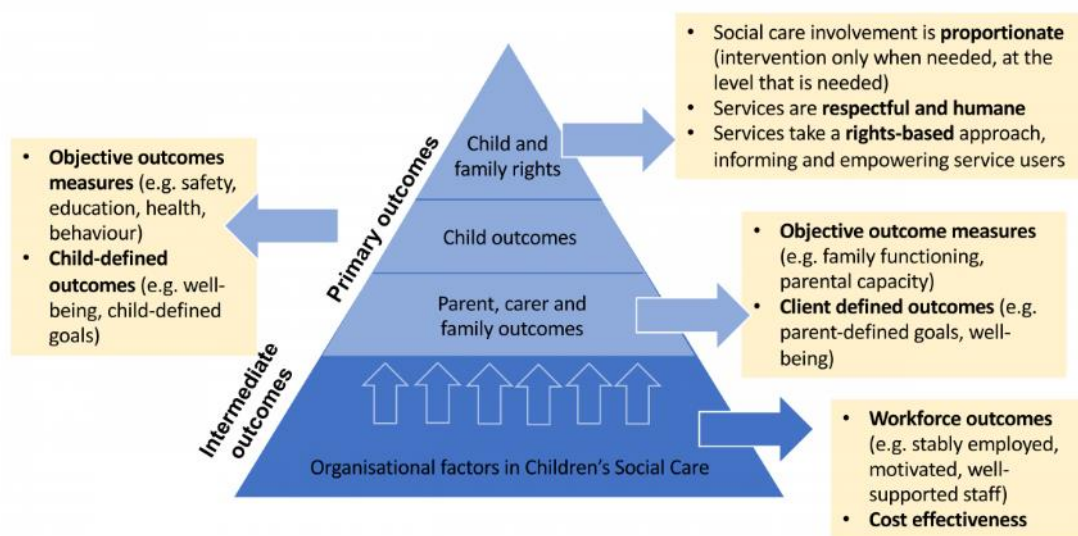 • Social care involvement is proportionate
(intervention only when needed, at the
level that is needed)
• Services are respectful and humane
• Services take a rights-based approach,
informing and empowering service users
• Objective outcomes
measures (e.g. safety,
education, health,
behaviour)
• Child-defined
outcomes (e.g. well-
being, child-defined
goals)
Primary outcomes
Intermediate
outcomes
Child and
family rights
Child outcomes
Parent, carer and
family outcomes
Organisational factors in Children's Social Care
• Objective outcome measures
(e.g. family functioning,
parental capacity)
• Client defined outcomes (e.g.
parent-defined goals, well-
being)
• Workforce outcomes
(e.g. stably employed,
motivated, well-
supported staff)
• Cost effectiveness